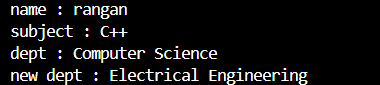 name : rangan
subject : C++
dept : Computer Science
new dept : Electrical Engineering